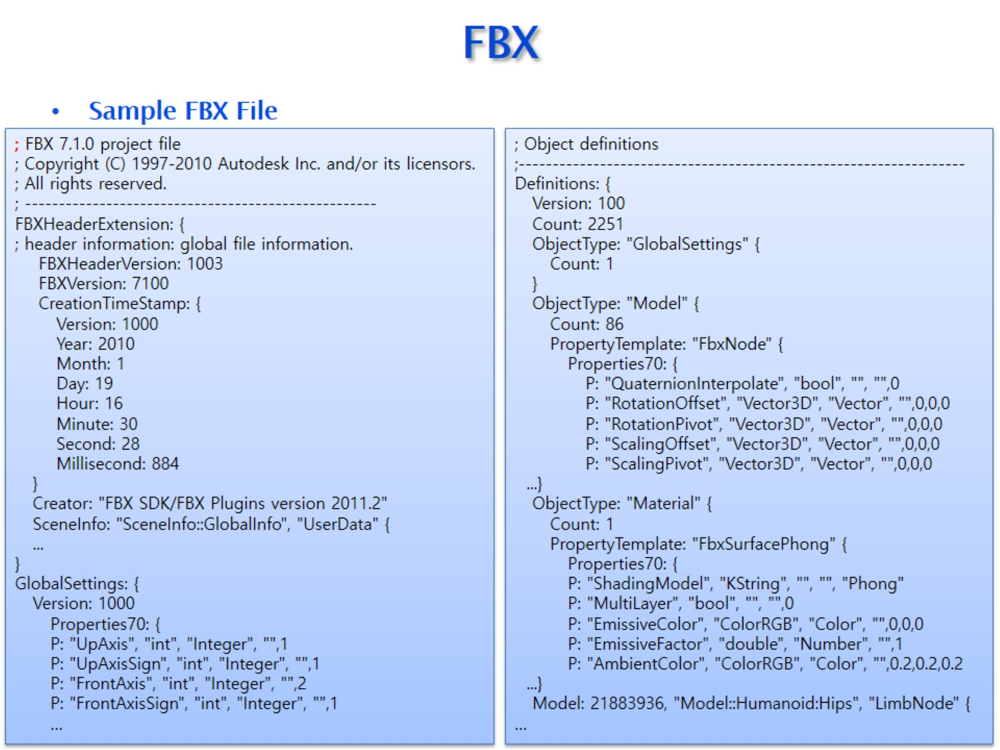 FBX
• Sample FBX File
; FBX 7.1.0 project file
; Copyright (C) 1997-2010 Autodesk Inc. and/or its licensors.
; All rights reserved.
; ----------------------------------------------------
FBXHeaderExtension: {
; header information: global file information.
FBXHeaderVersion: 1003
FBXVersion: 7100
CreationTimeStamp: {
Version: 1000
Year: 2010
Month: 1
Day: 19
Hour: 16
Minute: 30
Second: 28
Millisecond: 884
}
Creator: "FBX SDK/FBX Plugins version 2011.2"
SceneInfo: "SceneInfo::GlobalInfo", "UserData" {
...
}
GlobalSettings: {
Version: 1000
Properties70: {
P: "UpAxis", "int", "Integer", "",1
P: "UpAxisSign", "int", "Integer", "",1
P: "FrontAxis", "int", "Integer", "",2
P: "FrontAxisSign", "int", "Integer", "",1
...
; Object definitions
;------------------------------------------------------------------
Definitions: {
Version: 100
Count: 2251
ObjectType: "GlobalSettings" {
Count: 1
}
ObjectType: "Model" {
Count: 86
PropertyTemplate: "FbxNode" {
Properties70: {
P: "QuaternionInterpolate", "bool", "", "",0
P: "RotationOffset", "Vector3D", "Vector", "",0,0,0
P: "RotationPivot", "Vector3D", "Vector", "",0,0,0
P: "ScalingOffset", "Vector3D", "Vector", "",0,0,0
P: "ScalingPivot", "Vector3D", "Vector", "",0,0,0
...}
ObjectType: "Material" {
Count: 1
PropertyTemplate: "FbxSurfacePhong" {
Properties70: {
P: "ShadingModel", "KString", "", "", "Phong"
P: "MultiLayer", "bool", "", "",0
P: "EmissiveColor", "ColorRGB", "Color", "",0,0,0
P: "EmissiveFactor", "double", "Number", "",1
P: "AmbientColor", "ColorRGB", "Color", "",0.2,0.2,0.2
...}
Model: 21883936, "Model::Humanoid:Hips", "LimbNode" {
...